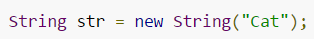 String str = new String("Cat");